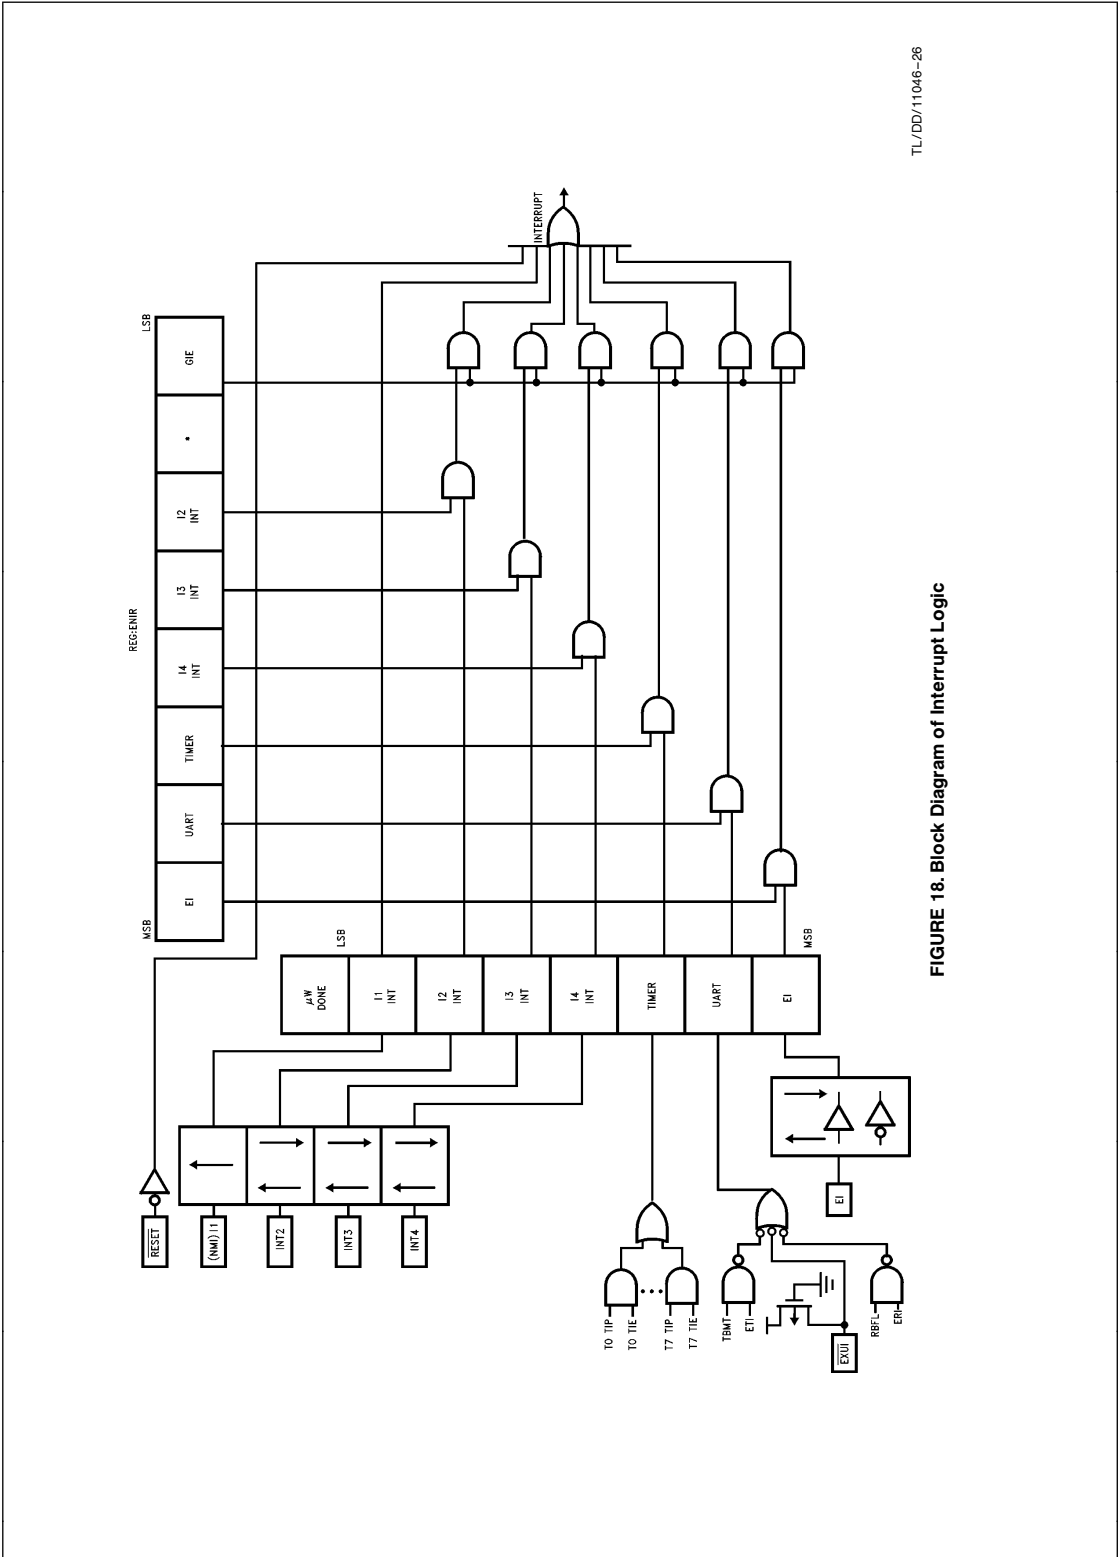 TL/DD/11046–26
INTERRUPT
REG:ENIR
MSB
LSB
EI
UART
TIMER
I4
INT
I3
INT
I2
INT
*
GIE
LSB
μW
DONE
I1
INT
I2
INT
I3
INT
I4
INT
TIMER
UART
EI
MSB
RESET
(NMI) I1
INT2
INT3
INT4
T0 TIP
T0 TIE
T7 TIP
T7 TIE
TBMT
ETI
EXUI
RBFL
ERI
EI
FIGURE 18. Block Diagram of Interrupt Logic